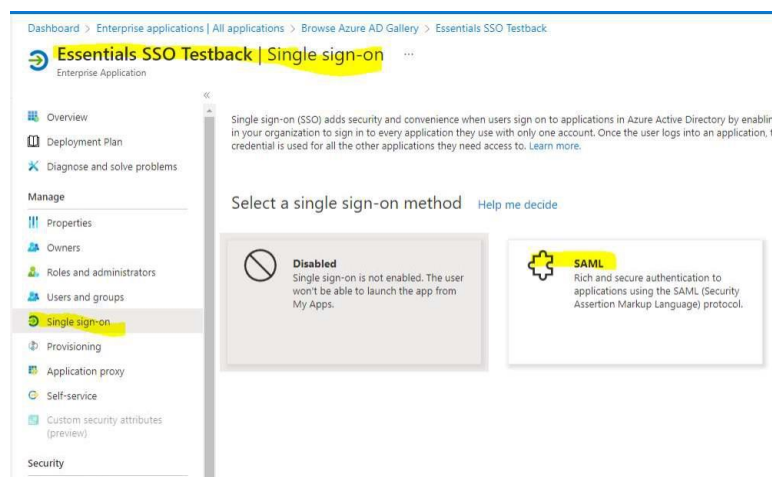 Dashboard > Enterprise applications | All applications > Browse Azure AD Gallery > Essentials SSO Testback
Essentials SSO Testback | Single sign-on ...
Enterprise Application
«
Overview
Deployment Plan
Diagnose and solve problems
Manage
Properties
Owners
Roles and administrators
Users and groups
Single sign-on
Provisioning
Application proxy
Self-service
Custom security attributes
(preview)
Security
Single sign-on (SSO) adds security and convenience when users sign on to applications in Azure Active Directory by enablin
in your organization to sign in to every application they use with only one account. Once the user logs into an application, t
credential is used for all the other applications they need access to. Learn more.
Select a single sign-on method Help me decide
Disabled
Single sign-on is not enabled. The user
won't be able to launch the app from
My Apps.
SAML
Rich and secure authentication to
applications using the SAML (Security
Assertion Markup Language) protocol.